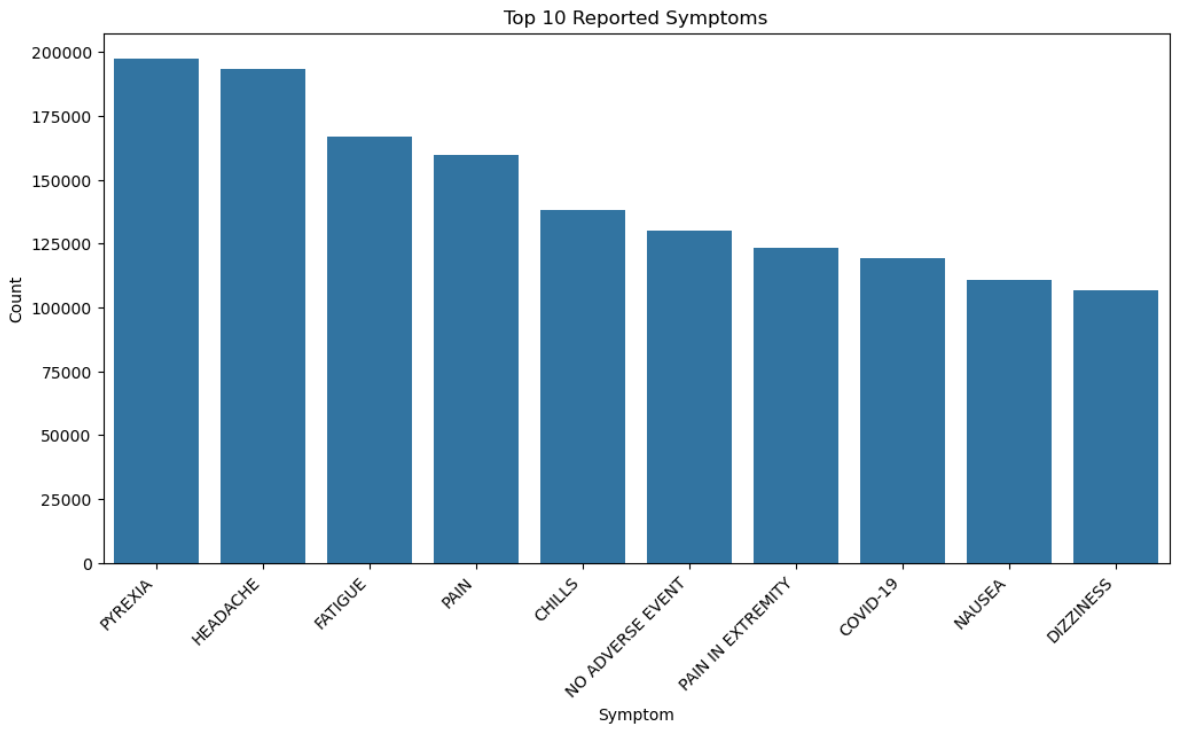 Top 10 Reported Symptoms
200000
175000
150000
125000
100000
75000
50000
25000
0
Count
PYREXIA
HEADACHE
FATIGUE
PAIN
CHILLS
NO ADVERSE EVENT
PAIN IN EXTREMITY
COVID-19
NAUSEA
DIZZINESS
Symptom